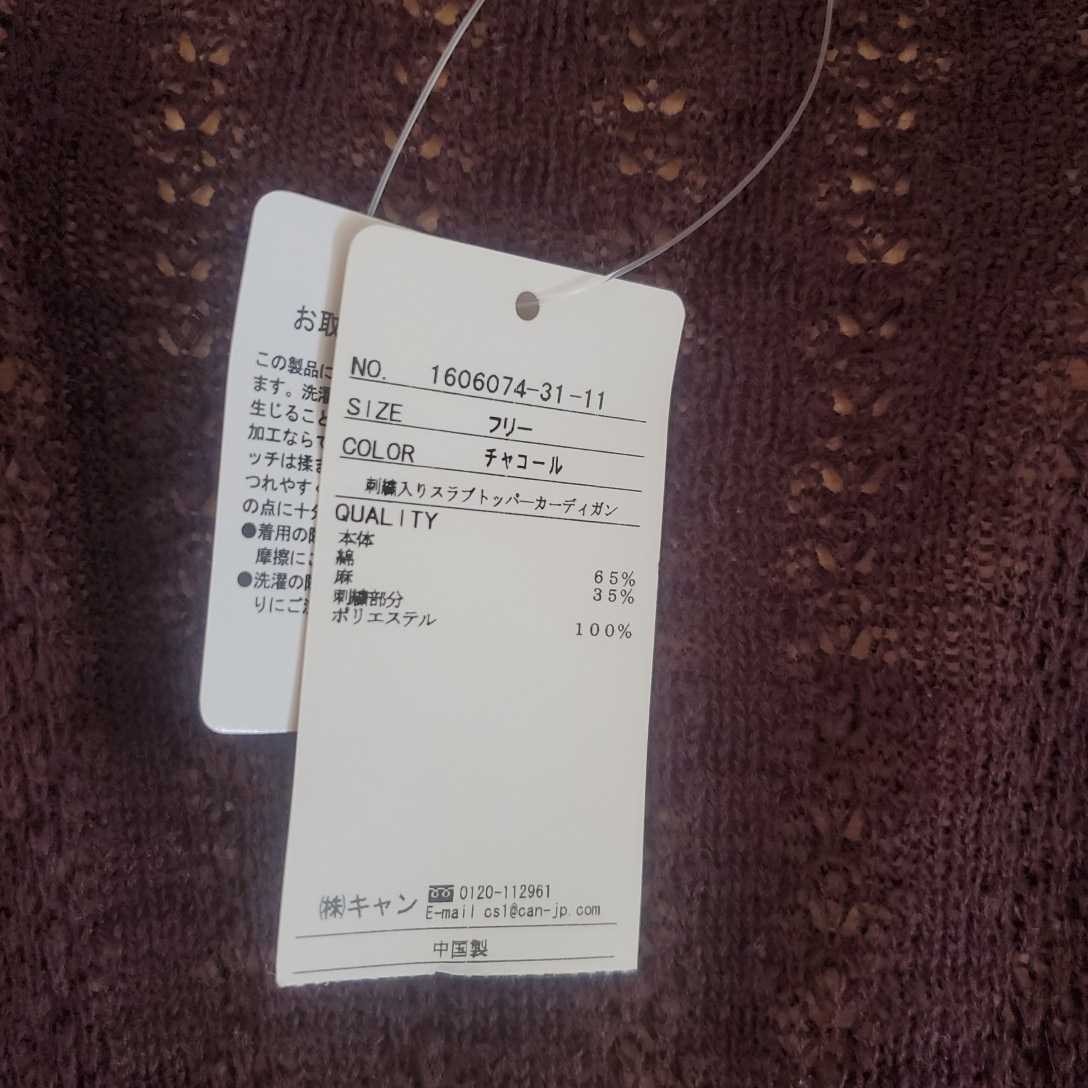 お取
この製品に
ます。洗濯
生じること
加工ならで
ッチは揉ま
つれやすく
の点に十分
●着用の際
摩擦にご
●洗濯の際
りにご注
NO. 1606074-31-11
SIZE フリー
COLOR チャコール
刺繍入りスラブトッパーカーディガン
QUALITY
本体
綿 65%
麻 35%
刺繍部分
ポリエステル 100%
㈱キャン 0120-112961
E-mail cs1@can-jp.com
中国製